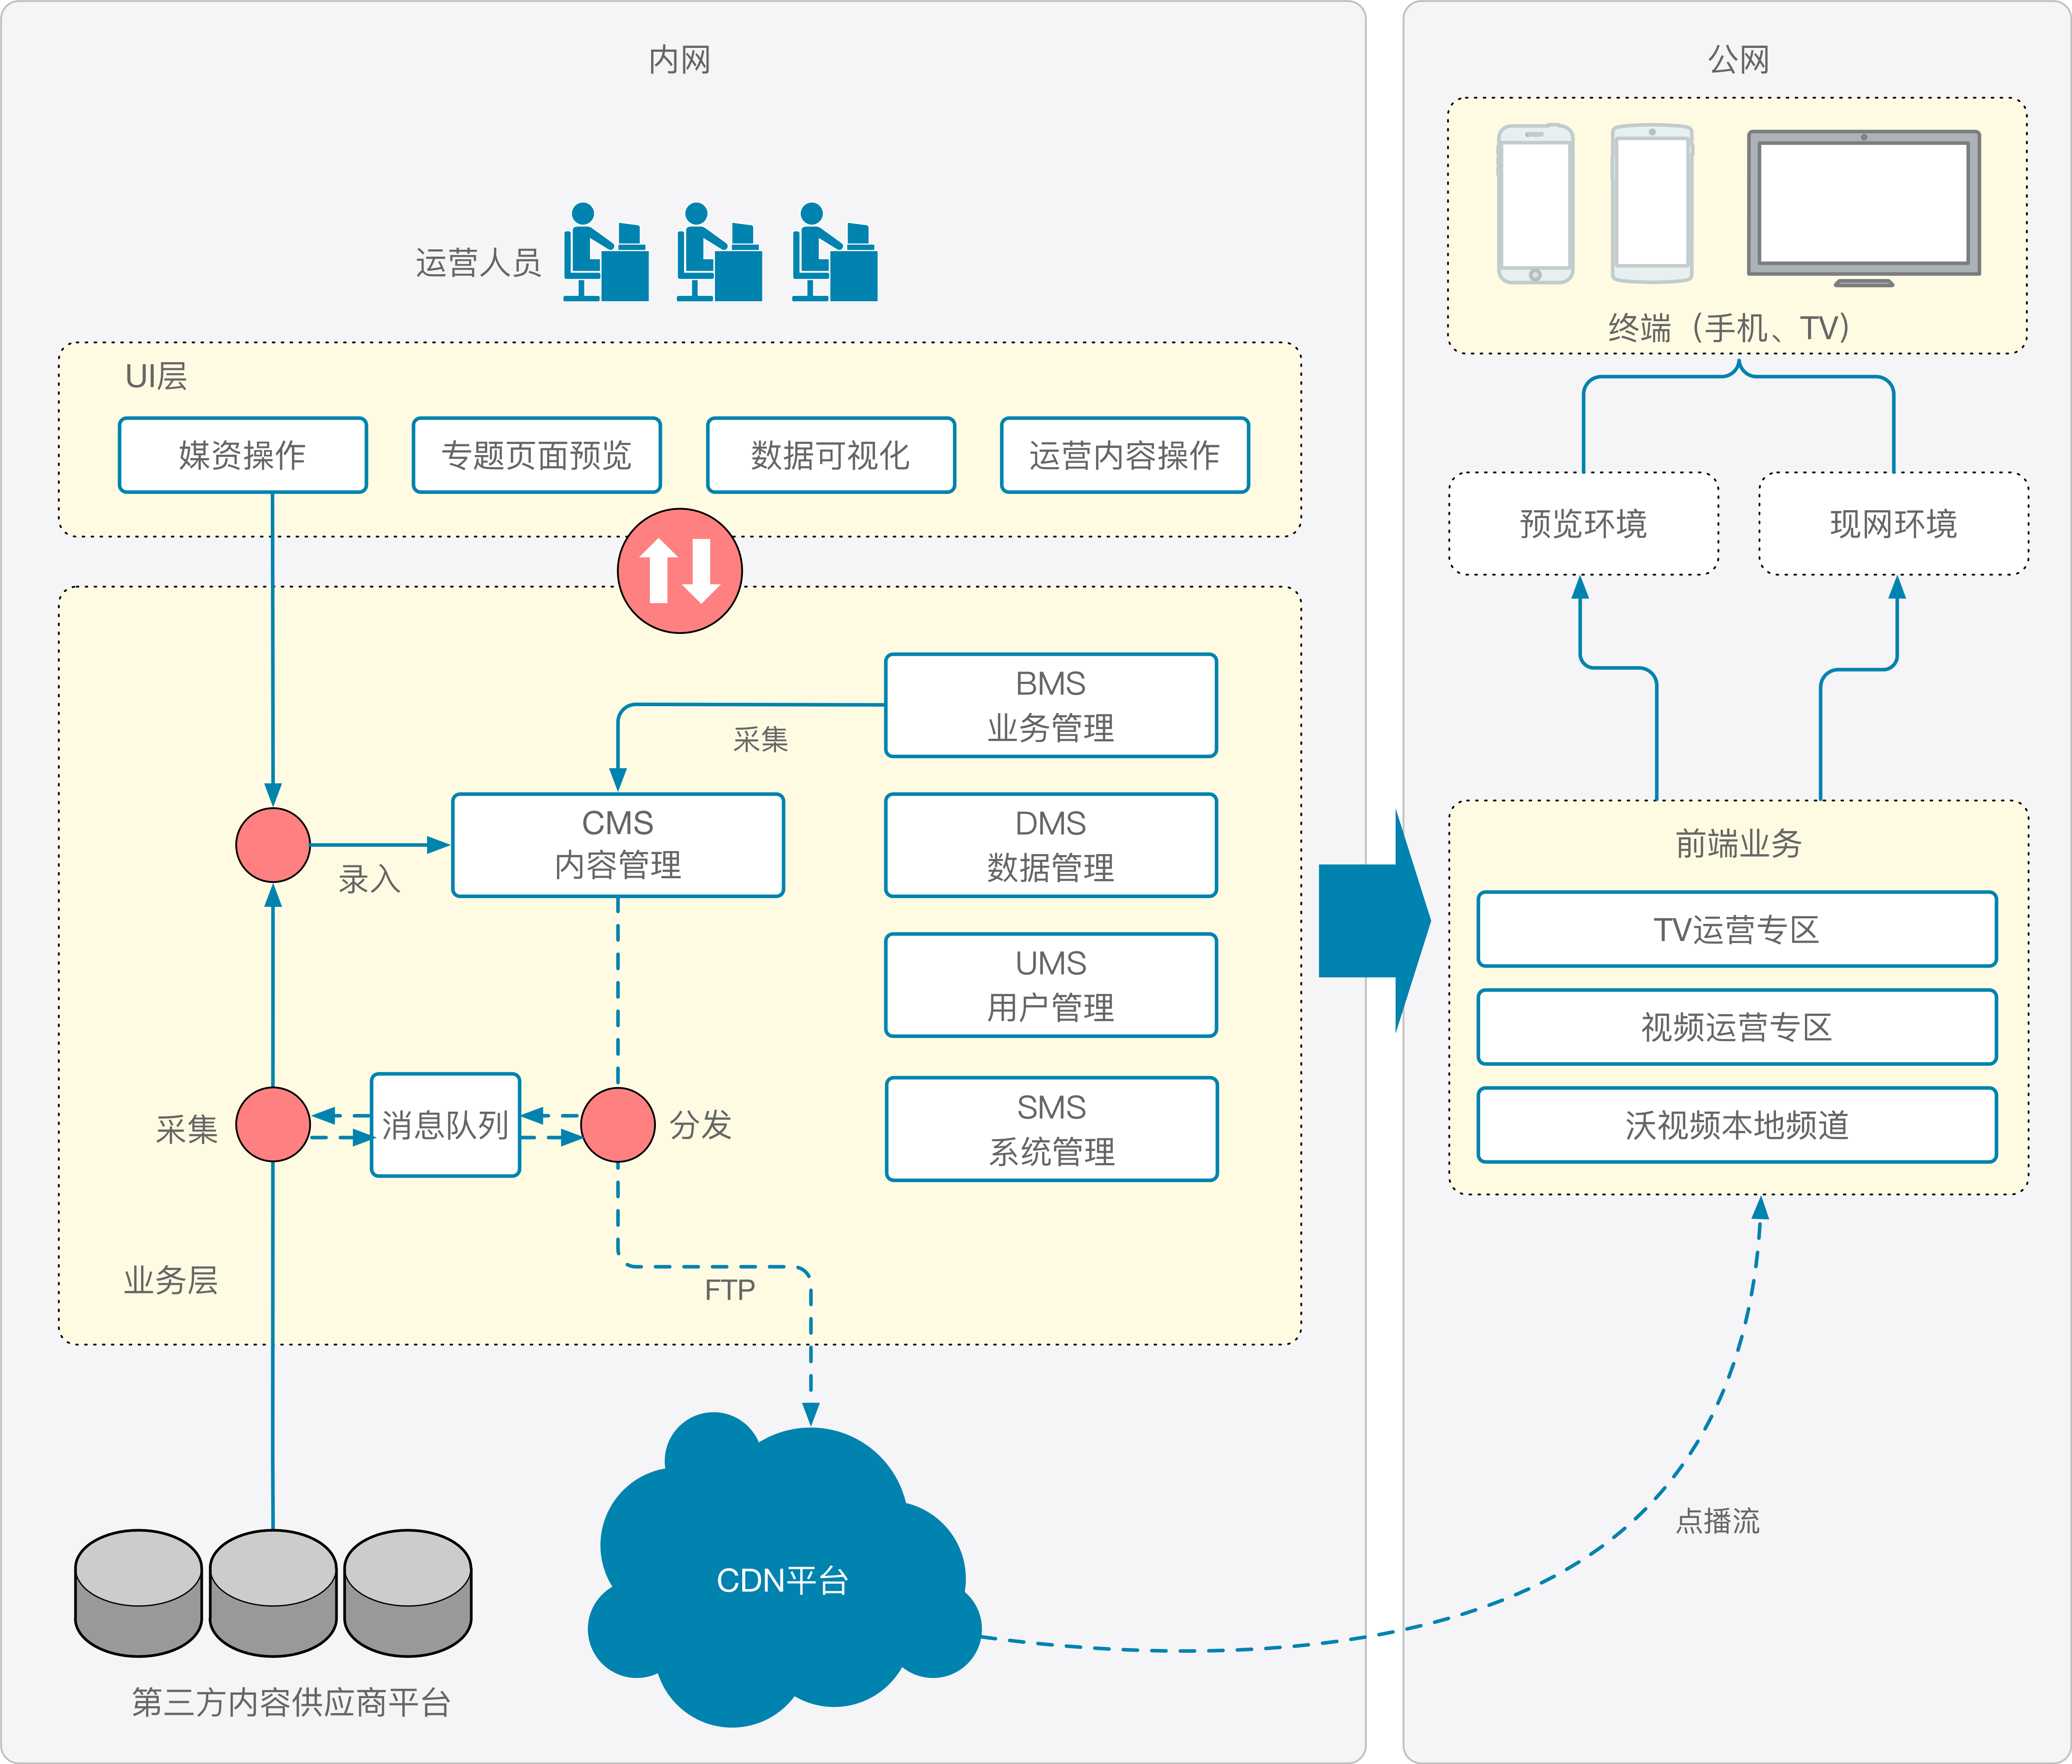 内网
运营人员
UI层
媒资操作
专题页面预览
数据可视化
运营内容操作
BMS
业务管理
采集
CMS
内容管理
录入
DMS
数据管理
UMS
用户管理
采集
消息队列
分发
SMS
系统管理
业务层
FTP
CDN平台
第三方内容供应商平台
公网
终端（手机、TV）
预览环境
现网环境
前端业务
TV运营专区
视频运营专区
沃视频本地频道
点播流